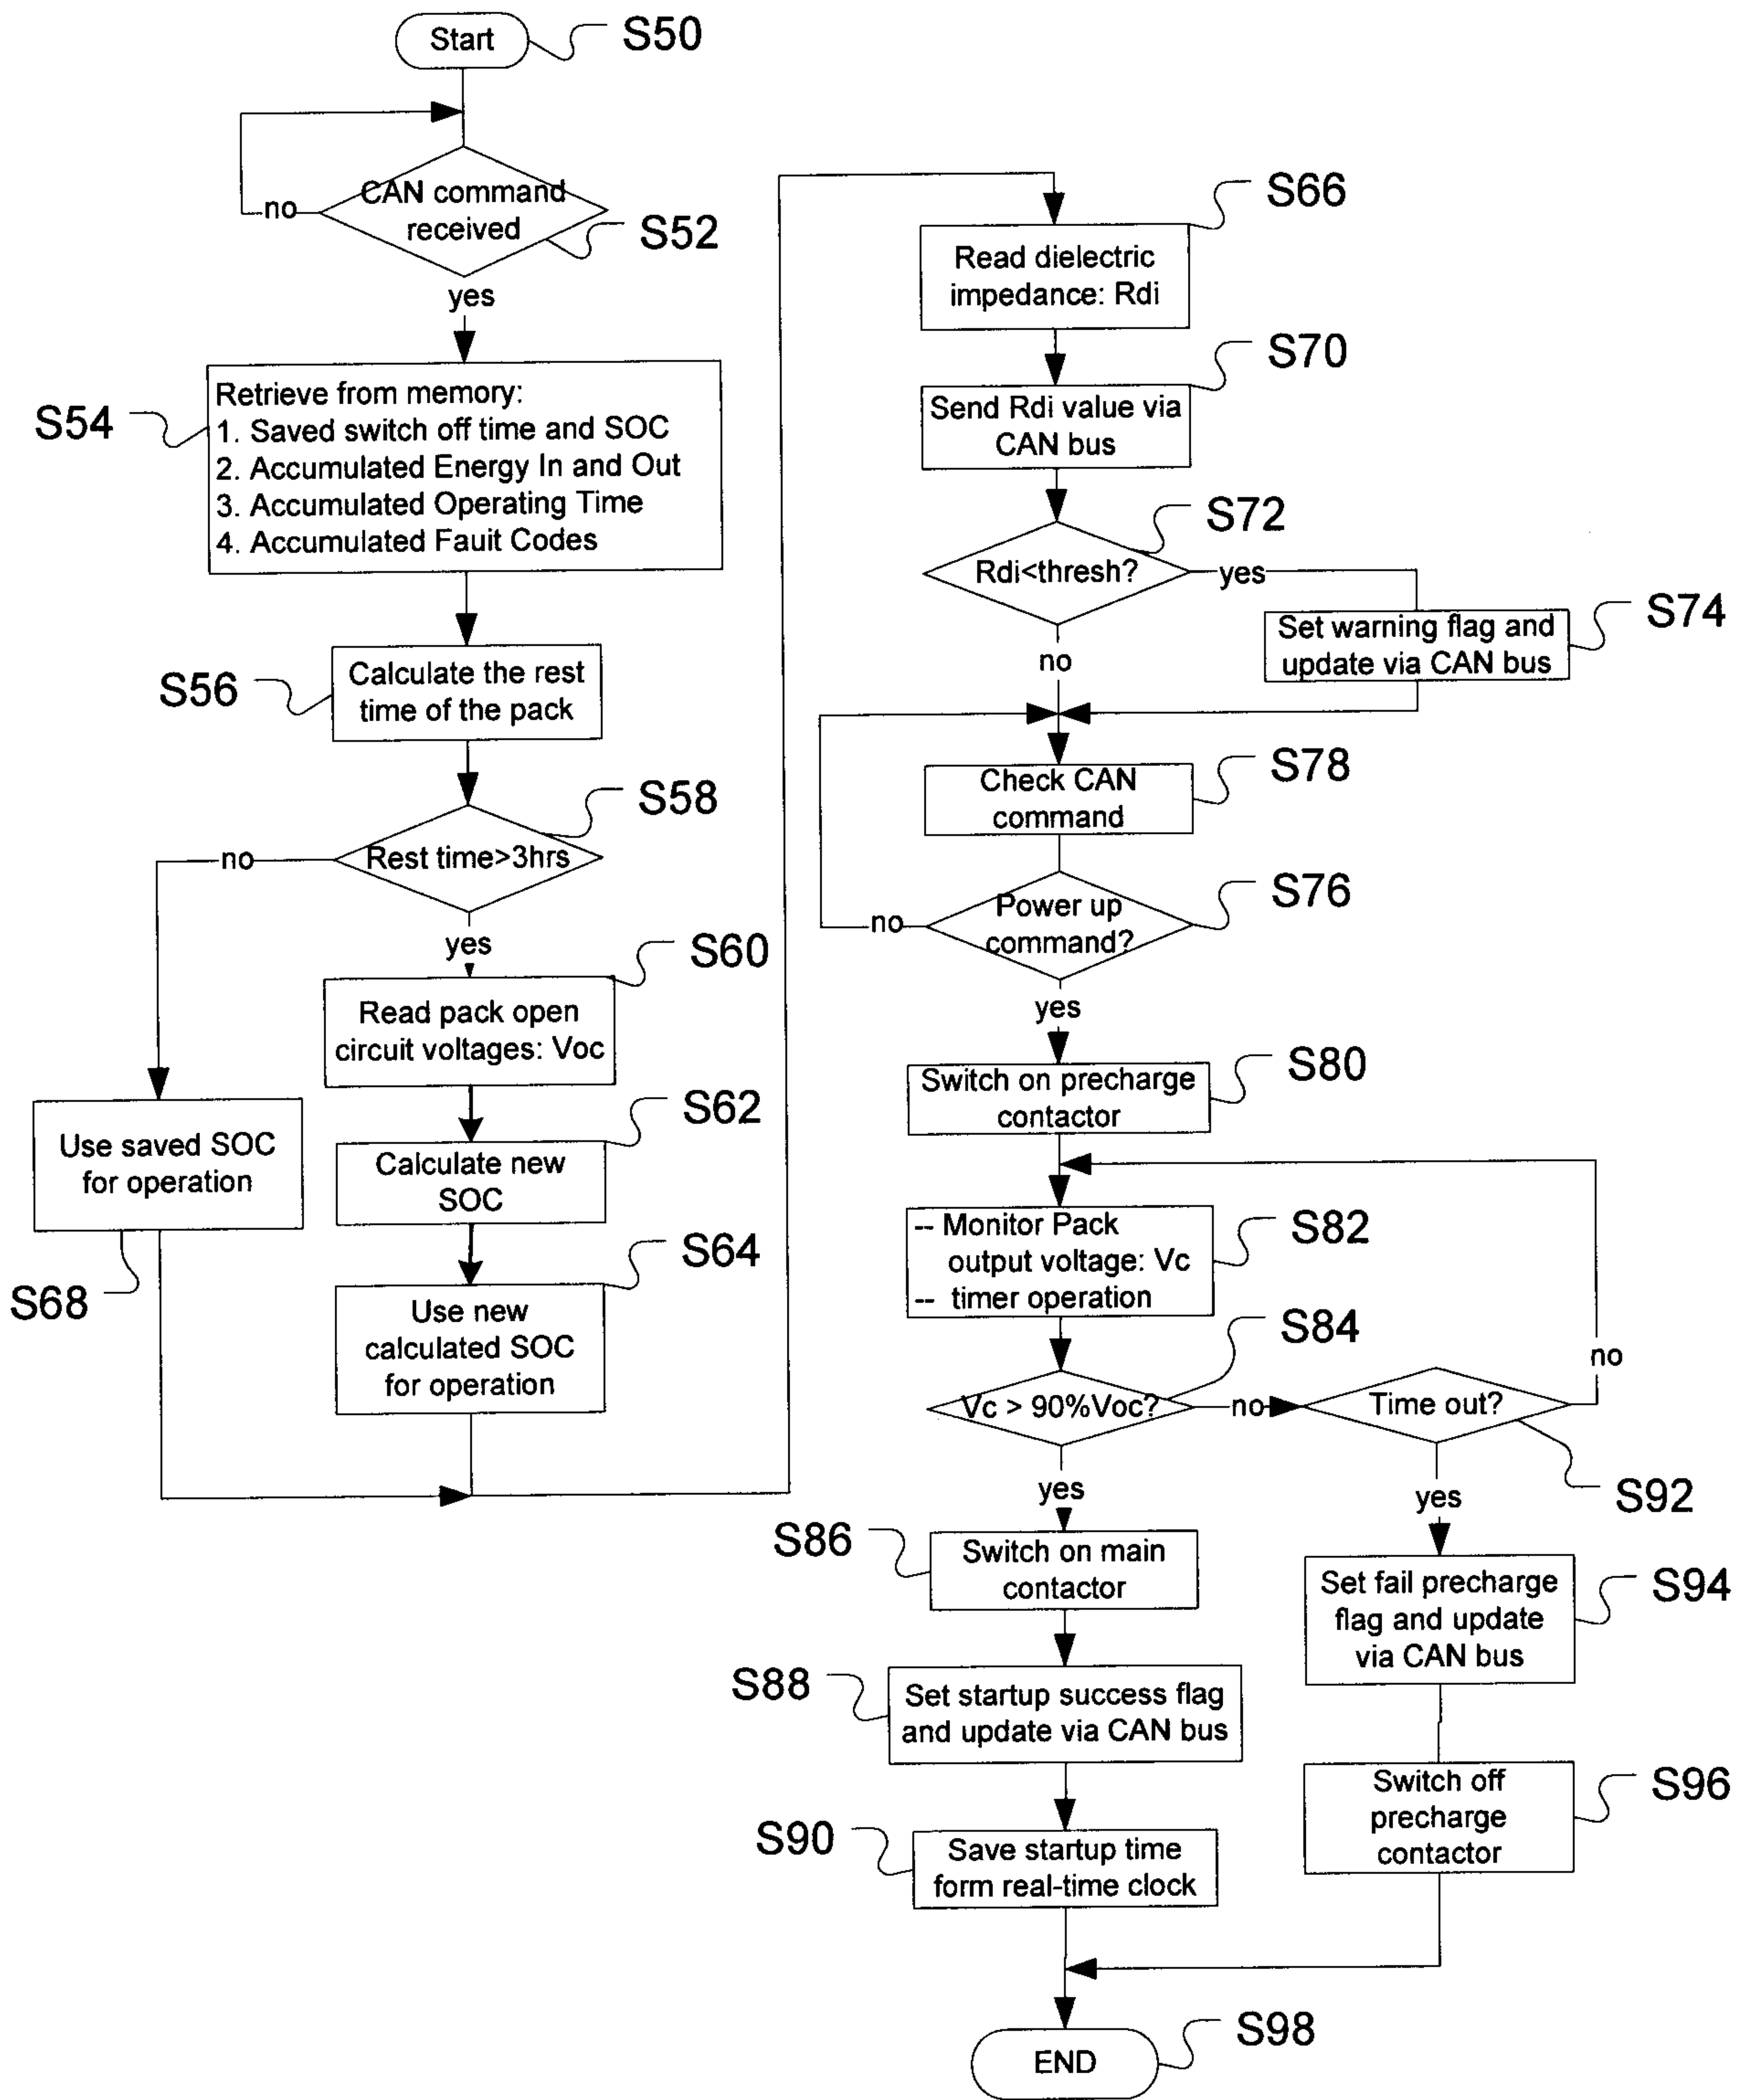 Start
S50
CAN command
received
S52
no
yes
S54
Retrieve from memory:
1. Saved switch off time and SOC
2. Accumulated Energy In and Out
3. Accumulated Operating Time
4. Accumulated Fauit Codes
S56
Calculate the rest
time of the pack
S58
Rest time>3hrs
no
yes
S60
Read pack open
circuit voltages: Voc
S62
Calculate new
SOC
S64
Use new
calculated SOC
for operation
Use saved SOC
for operation
S68
S66
Read dielectric
impedance: Rdi
S70
Send Rdi value via
CAN bus
S72
Rdi<thresh?
yes
no
S74
Set warning flag and
update via CAN bus
S78
Check CAN
command
S76
Power up
command?
no
yes
S80
Switch on precharge
contactor
S82
-- Monitor Pack
output voltage: Vc
-- timer operation
S84
Vc > 90%Voc?
no
Time out?
no
S92
yes
yes
S86
Switch on main
contactor
S94
Set fail precharge
flag and update
via CAN bus
S88
Set startup success flag
and update via CAN bus
S96
Switch off
precharge
contactor
S90
Save startup time
form real-time clock
END
S98